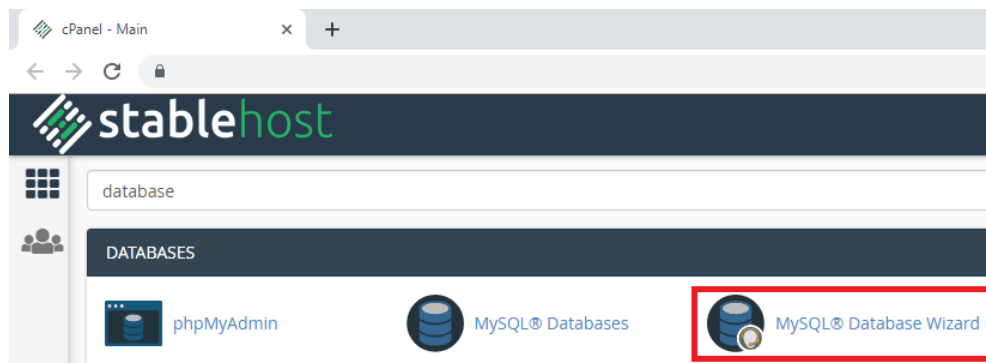 cPanel - Main
stablehost
database
DATABASES
phpMyAdmin
MySQL® Databases
MySQL® Database Wizard